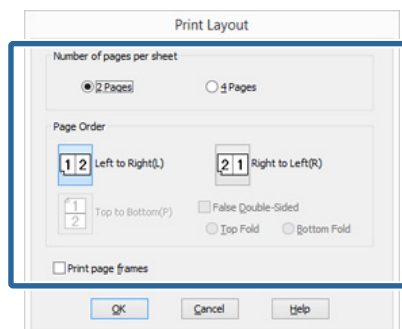 Print Layout
Number of pages per sheet
2 Pages
4 Pages
Page Order
1 2 Left to Right(L)
2 1 Right to Left(R)
1
2
Top to Bottom(P)
False Double-Sided
Top Fold
Bottom Fold
Print page frames
OK
Cancel
Help